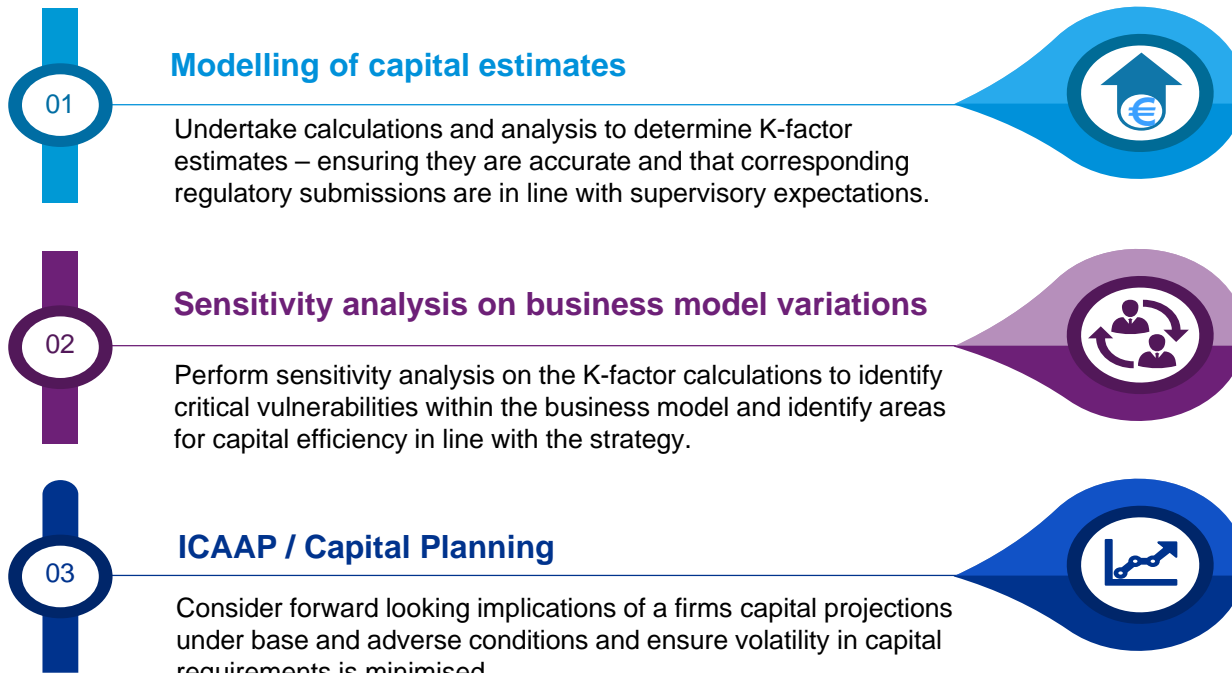 01
Modelling of capital estimates
€
Undertake calculations and analysis to determine K-factor
estimates – ensuring they are accurate and that corresponding
regulatory submissions are in line with supervisory expectations.
02
Sensitivity analysis on business model variations
Perform sensitivity analysis on the K-factor calculations to identify
critical vulnerabilities within the business model and identify areas
for capital efficiency in line with the strategy.
03
ICAAP / Capital Planning
Consider forward looking implications of a firms capital projections
under base and adverse conditions and ensure volatility in capital
requirements is minimised